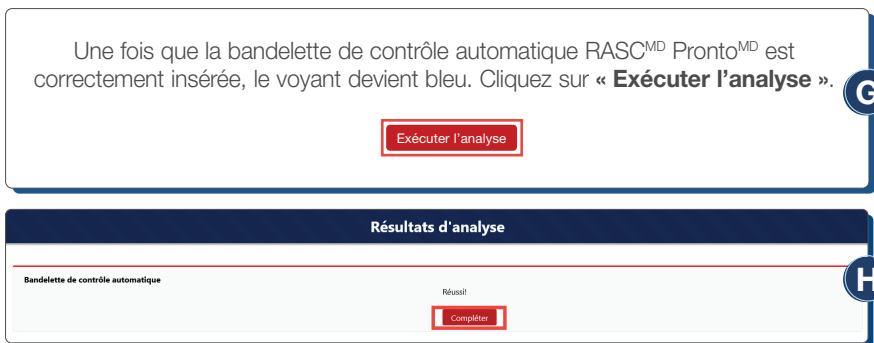 Une fois que la bandelette de contrôle automatique RASCᴹᴰ Prontoᴹᴰ est
correctement insérée, le voyant devient bleu. Cliquez sur « Exécuter l'analyse ».
G
Exécuter l'analyse
Résultats d'analyse
Bandelette de contrôle automatique
H
Réussi!
Compléter